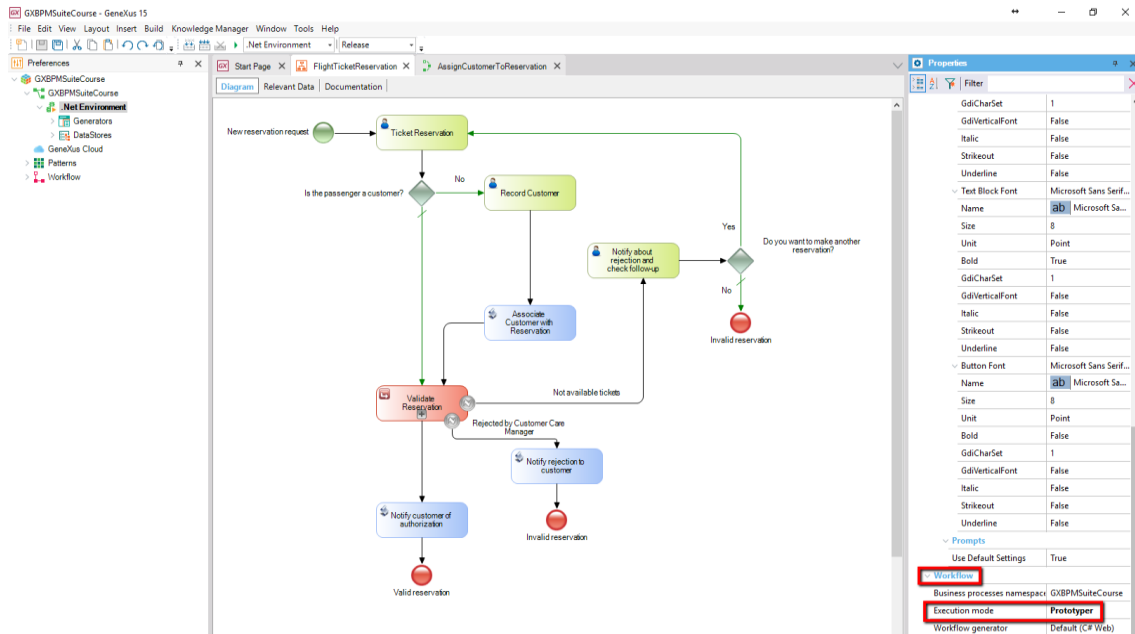 GXBPMSuiteCourse - GeneXus 15
File Edit View Layout Insert Build Knowledge Manager Window Tools Help
.Net Environment Release
Preferences
GXBPMSuiteCourse
GXBPMSuiteCourse
.Net Environment
Generators
DataStores
GeneXus Cloud
Patterns
Workflow
Start Page FlightTicketReservation AssignCustomerToReservation
Diagram Relevant Data Documentation
New reservation request
Ticket Reservation
Is the passenger a customer?
No
Record Customer
Yes
Do you want to make another
reservation?
Notify about
rejection and
check follow-up
No
Invalid reservation
Associate
Customer with
Reservation
Validate
Reservation
Not available tickets
Rejected by Customer Care
Manager
Notify rejection to
customer
Invalid reservation
Notify customer of
authorization
Valid reservation
Properties
Filter
GdiCharSet 1
GdiVerticalFont False
Italic False
Strikeout False
Underline False
Text Block Font Microsoft Sans Serif...
Name ab Microsoft Sa...
Size 8
Unit Point
Bold True
GdiCharSet 1
GdiVerticalFont False
Italic False
Strikeout False
Underline False
Button Font Microsoft Sans Serif...
Name ab Microsoft Sa...
Size 8
Unit Point
Bold False
GdiCharSet 1
GdiVerticalFont False
Italic False
Strikeout False
Underline False
Prompts
Use Default Settings True
Workflow
Business processes namespace GXBPMSuiteCourse
Execution mode Prototyper
Workflow generator Default (C# Web)